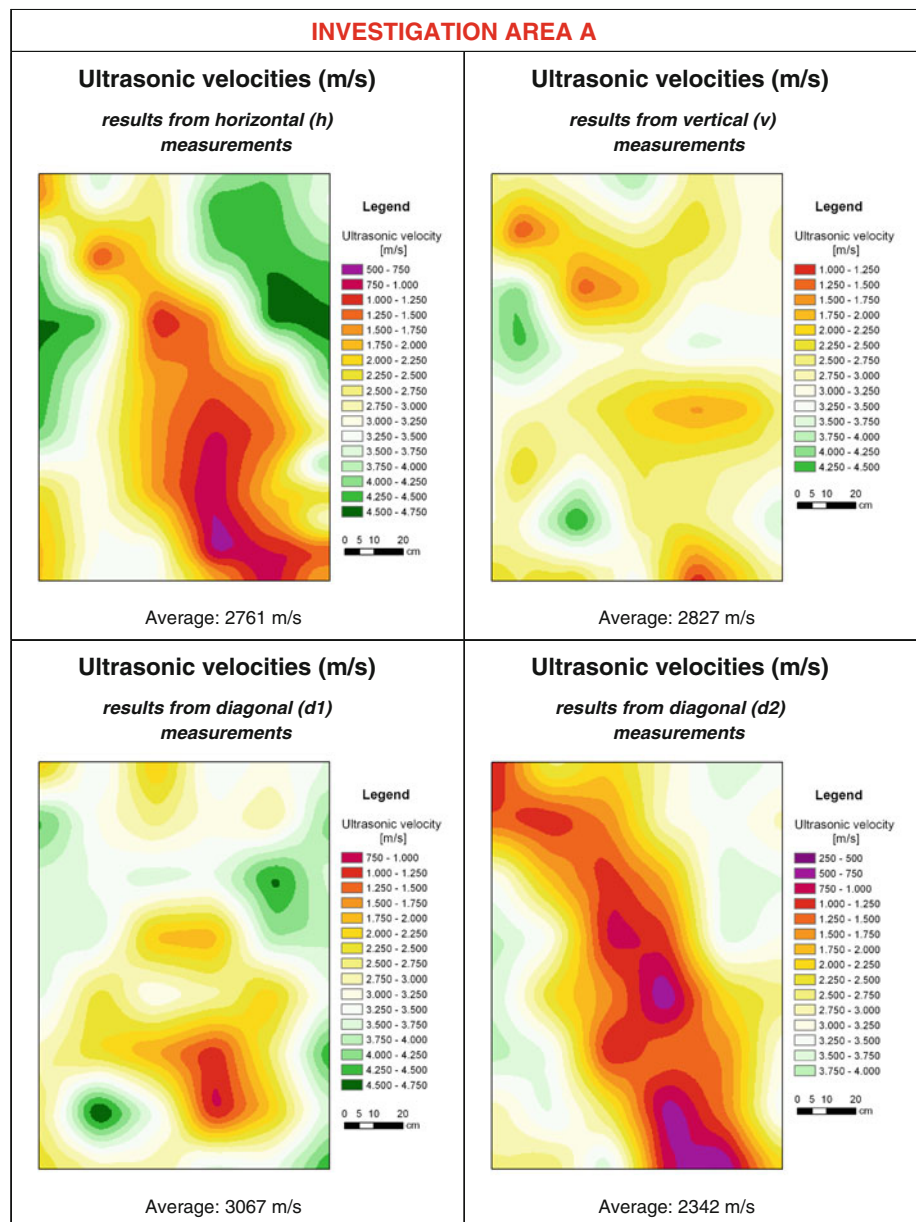 INVESTIGATION AREA A
Ultrasonic velocities (m/s)
results from horizontal (h)
measurements
Legend
Ultrasonic velocity
[m/s]
500 - 750
750 - 1.000
1.000 - 1.250
1.250 - 1.500
1.500 - 1.750
1.750 - 2.000
2.000 - 2.250
2.250 - 2.500
2.500 - 2.750
2.750 - 3.000
3.000 - 3.250
3.250 - 3.500
3.500 - 3.750
3.750 - 4.000
4.000 - 4.250
4.250 - 4.500
4.500 - 4.750
0 5 10 20
cm
Average: 2761 m/s
Ultrasonic velocities (m/s)
results from vertical (v)
measurements
Legend
Ultrasonic velocity
[m/s]
1.000 - 1.250
1.250 - 1.500
1.500 - 1.750
1.750 - 2.000
2.000 - 2.250
2.250 - 2.500
2.500 - 2.750
2.750 - 3.000
3.000 - 3.250
3.250 - 3.500
3.500 - 3.750
3.750 - 4.000
4.000 - 4.250
4.250 - 4.500
0 5 10 20
cm
Average: 2827 m/s
Ultrasonic velocities (m/s)
results from diagonal (d1)
measurements
Legend
Ultrasonic velocity
[m/s]
750 - 1.000
1.000 - 1.250
1.250 - 1.500
1.500 - 1.750
1.750 - 2.000
2.000 - 2.250
2.250 - 2.500
2.500 - 2.750
2.750 - 3.000
3.000 - 3.250
3.250 - 3.500
3.500 - 3.750
3.750 - 4.000
4.000 - 4.250
4.250 - 4.500
4.500 - 4.750
0 5 10 20
cm
Average: 3067 m/s
Ultrasonic velocities (m/s)
results from diagonal (d2)
measurements
Legend
Ultrasonic velocity
[m/s]
250 - 500
500 - 750
750 - 1.000
1.000 - 1.250
1.250 - 1.500
1.500 - 1.750
1.750 - 2.000
2.000 - 2.250
2.250 - 2.500
2.500 - 2.750
2.750 - 3.000
3.000 - 3.250
3.250 - 3.500
3.500 - 3.750
3.750 - 4.000
0 5 10 20
cm
Average: 2342 m/s